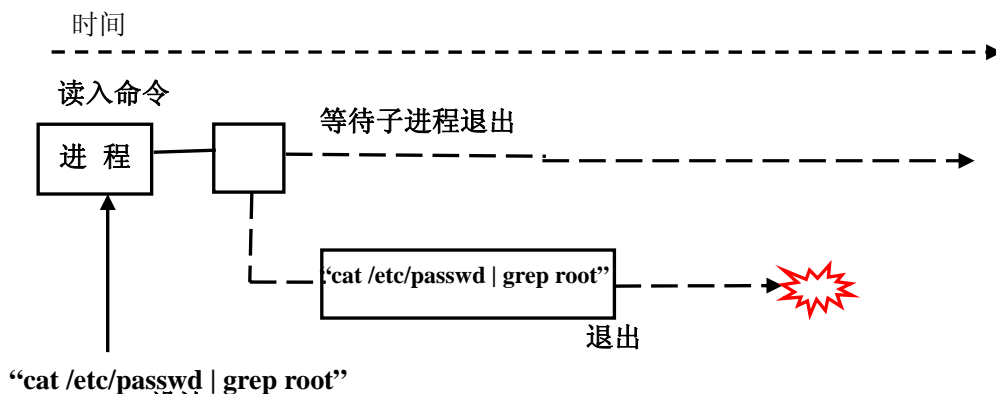 时间
读入命令
等待子进程退出
进 程
“cat /etc/passwd | grep root”
退出
“cat /etc/passwd | grep root”